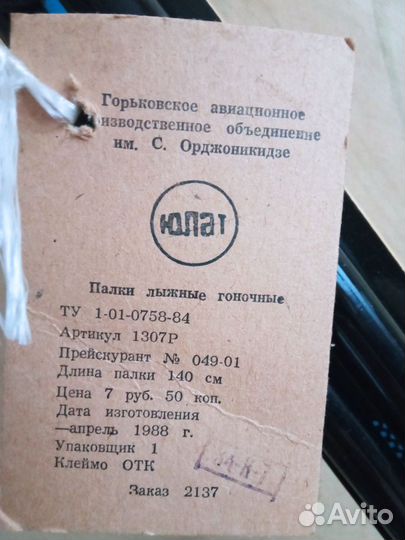 Горьковское авиационное
оизводственное объединение
им. С. Орджоникидзе
ЮЛАТ
Палки лыжные гоночные
ТУ 1-01-0758-84
Артикул 1307Р
Прейскурант № 049-01
Длина палки 140 см
Цена 7 руб. 50 коп.
Дата изготовления
—апрель 1988 г.
Упаковщик 1
Клеймо ОТК
Заказ 2137
Avito